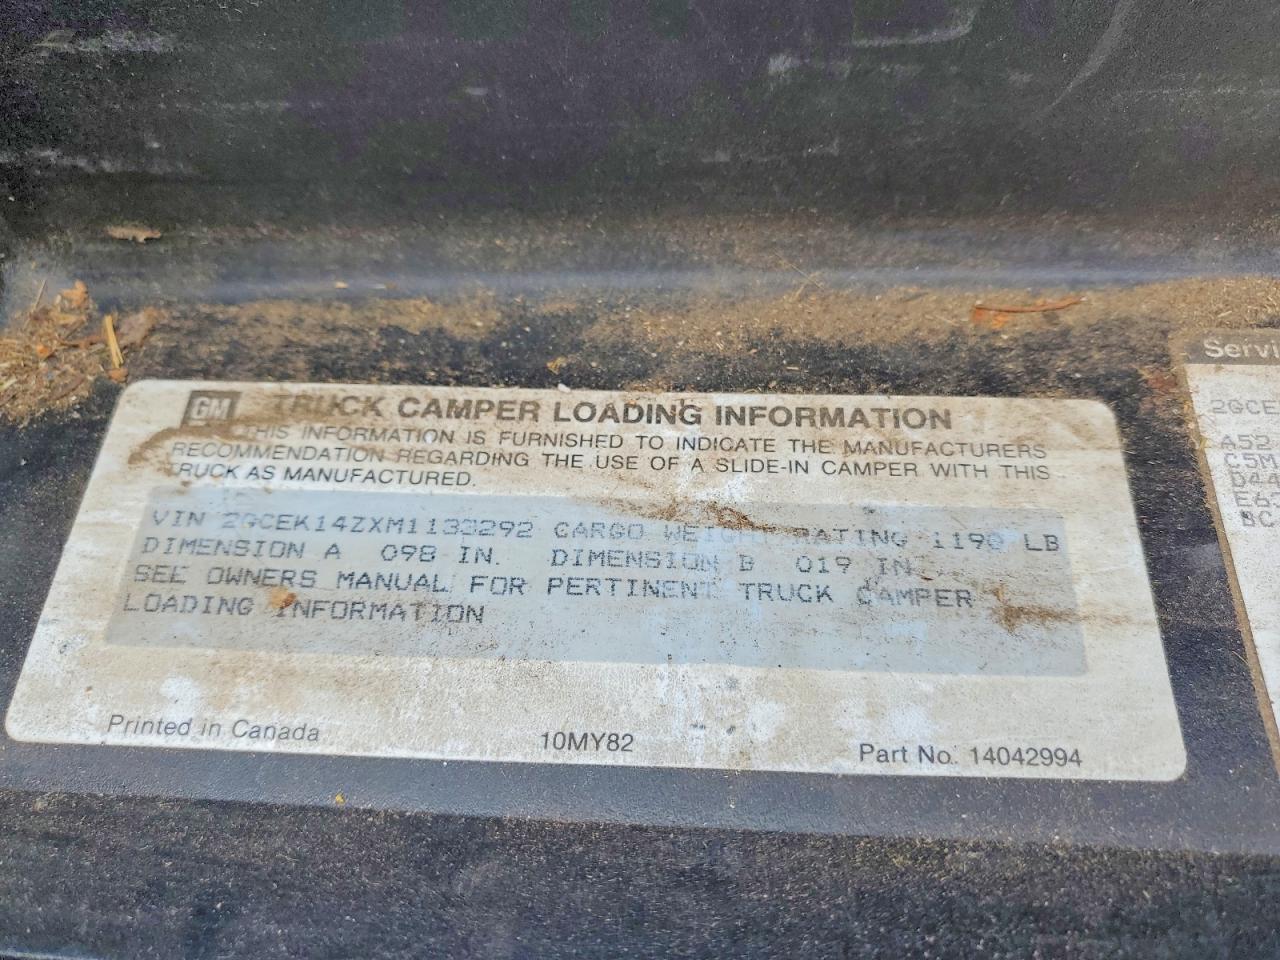 GM TRUCK CAMPER LOADING INFORMATION
THIS INFORMATION IS FURNISHED TO INDICATE THE MANUFACTURERS
RECOMMENDATION REGARDING THE USE OF A SLIDE-IN CAMPER WITH THIS
TRUCK AS MANUFACTURED.
VIN 2GCEK14ZXM1133292 CARGO WEIGHT RATING 1190 LB
DIMENSION A 098 IN. DIMENSION B 019 IN
SEE OWNERS MANUAL FOR PERTINENT TRUCK CAMPER
LOADING INFORMATION
Printed in Canada 10MY82 Part No. 14042994
Servi
2GCE
A52
C5M
D44
E63
BC